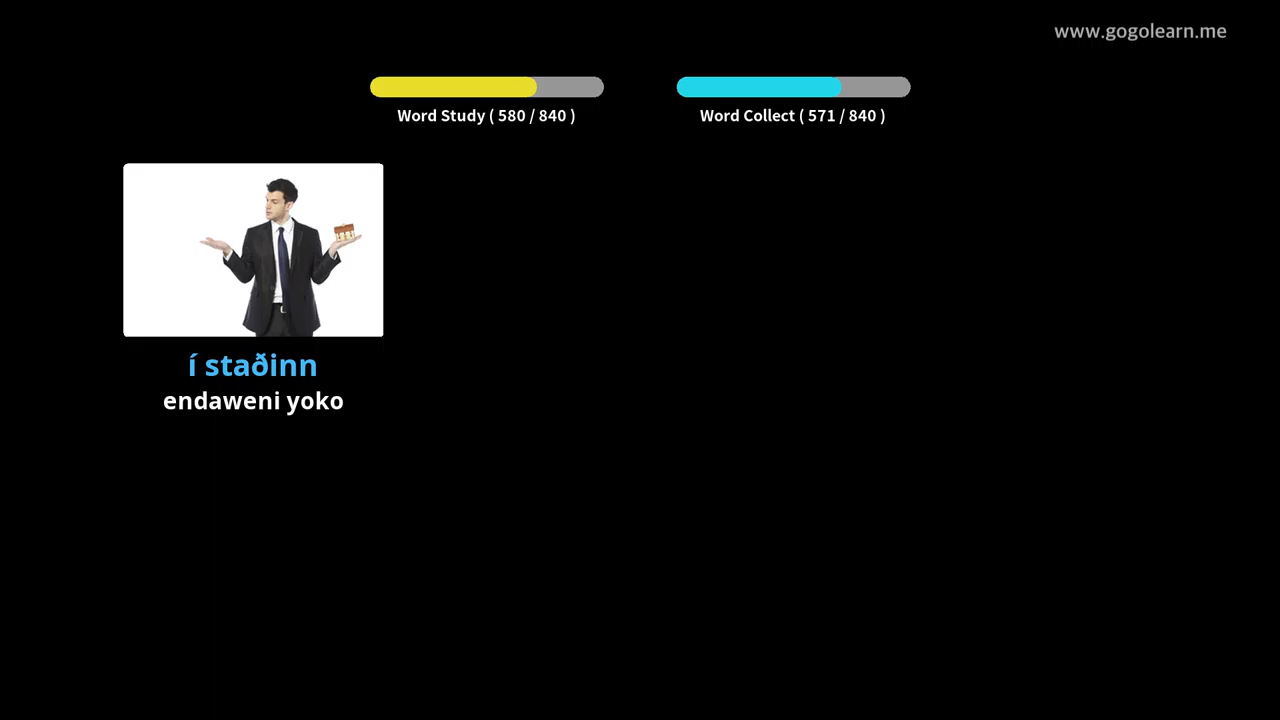 www.gogolearn.me
Word Study ( 580 / 840 )
Word Collect ( 571 / 840 )
í staðinn
endaweni yoko